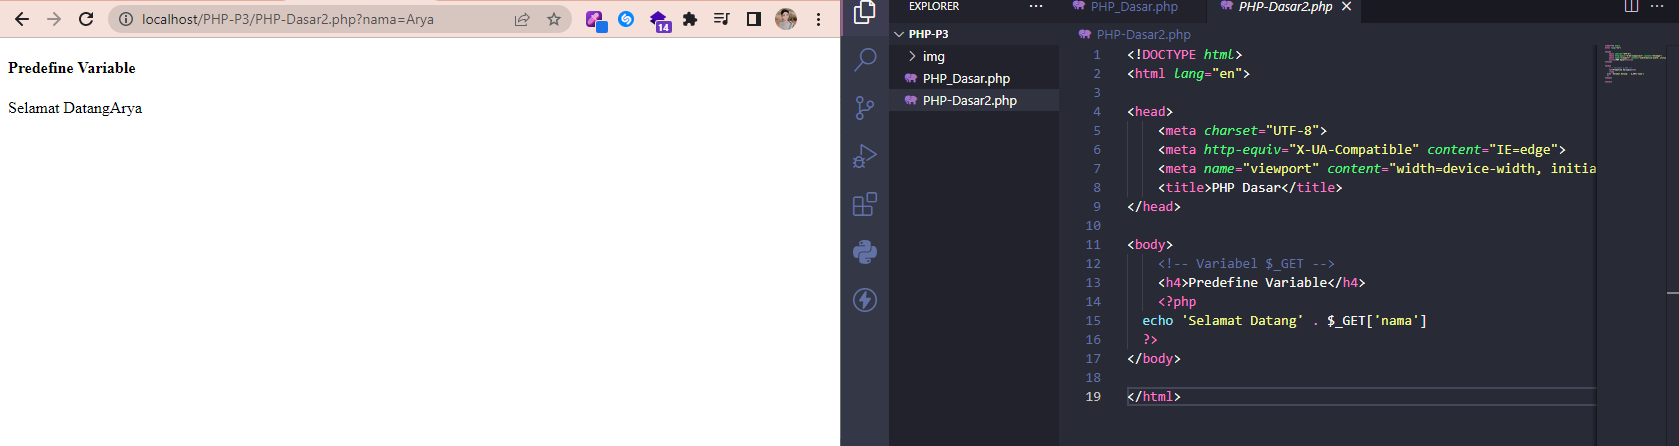 localhost/PHP-P3/PHP-Dasar2.php?nama=Arya
14
Predefine Variable
Selamat DatangArya
EXPLORER
PHP-P3
img
PHP_Dasar.php
PHP-Dasar2.php
PHP_Dasar.php
PHP-Dasar2.php
PHP-Dasar2.php
1 <!DOCTYPE html>
2 <html lang="en">
3
4 <head>
5 <meta charset="UTF-8">
6 <meta http-equiv="X-UA-Compatible" content="IE=edge">
7 <meta name="viewport" content="width=device-width, initia
8 <title>PHP Dasar</title>
9 </head>
10
11 <body>
12 <!-- Variabel $_GET -->
13 <h4>Predefine Variable</h4>
14 <?php
15 echo 'Selamat Datang' . $_GET['nama']
16 ?>
17 </body>
18
19 </html>